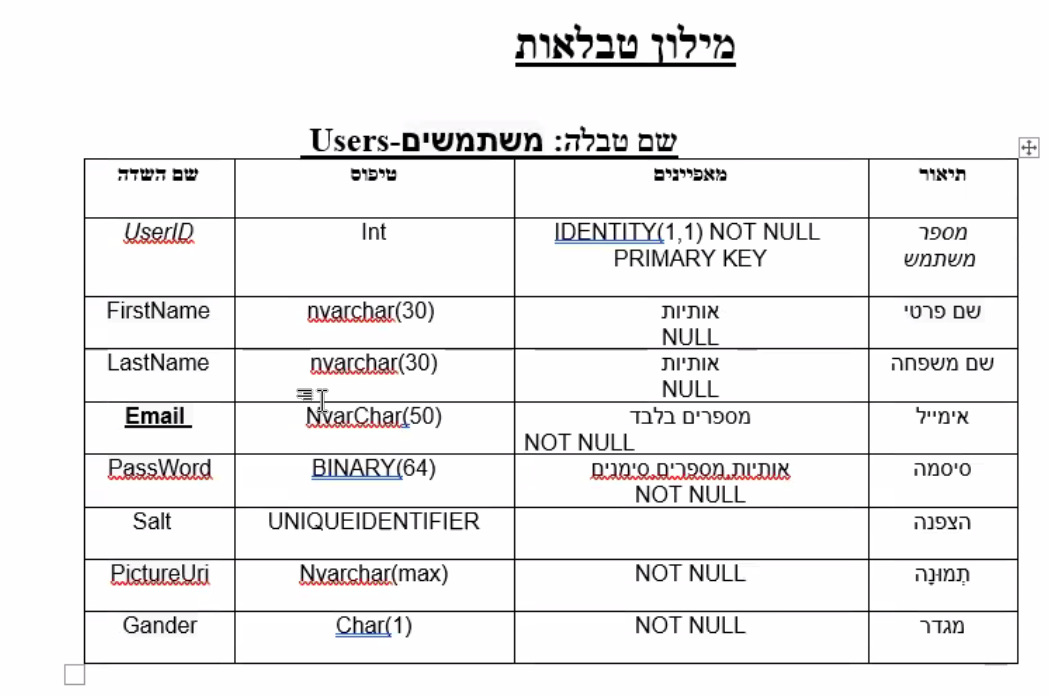 מילון טבלאות
שם טבלה: משתמשים-Users
תיאור	מאפיינים	טיפוס	שם השדה
מספר משתמש	IDENTITY(1,1) NOT NULL PRIMARY KEY	Int	UserID
שם פרטי	אותיות NULL	nvarchar(30)	FirstName
שם משפחה	אותיות NULL	nvarchar(30)	LastName
אימייל	מספרים בלבד NOT NULL	NvarChar(50)	Email
סיסמה	אותיות,מספרים,סימנים NOT NULL	BINARY(64)	PassWord
הצפנה	UNIQUEIDENTIFIER	Salt
תְמוּנָה	NOT NULL	Nvarchar(max)	PictureUri
מגדר	NOT NULL	Char(1)	Gander